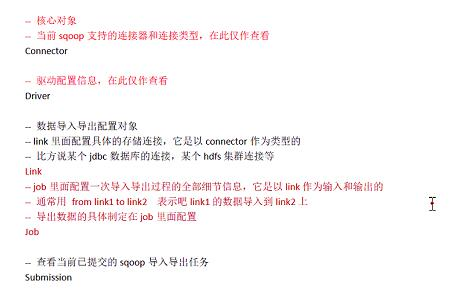 -- 核心对象
-- 当前 sqoop 支持的连接器和连接类型，在此仅作查看
Connector
-- 驱动配置信息，在此仅作查看
Driver
-- 数据导入导出配置对象
-- link 里面配置具体的存储连接，它是以 connector 作为类型的
-- 比方说某个 jdbc 数据库的连接，某个 hdfs 集群连接等
Link
-- job 里面配置一次导入导出过程的全部细节信息，它是以 link 作为输入和输出的
-- 通常用 from link1 to link2 表示吧 link1 的数据导入到 link2 上
-- 导出数据的具体制定在 job 里面配置
Job
-- 查看当前已提交的 sqoop 导入导出任务
Submission